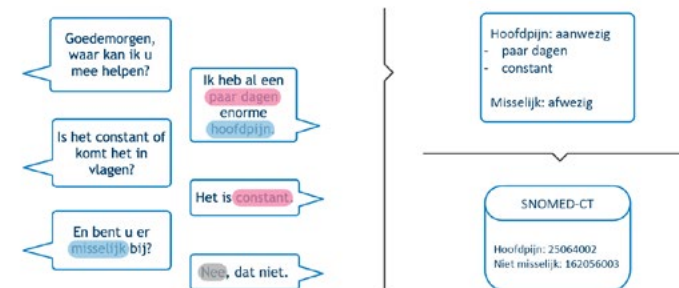 Goedemorgen,
waar kan ik u
mee helpen?
Ik heb al een
paar dagen
enorme
hoofdpijn.
Is het constant of
komt het in
vlagen?
Het is constant.
En bent u er
misselijk bij?
Nee, dat niet.
Hoofdpijn: aanwezig
- paar dagen
- constant
Misselijk: afwezig
SNOMED-CT
Hoofdpijn: 25064002
Niet misselijk: 162056003